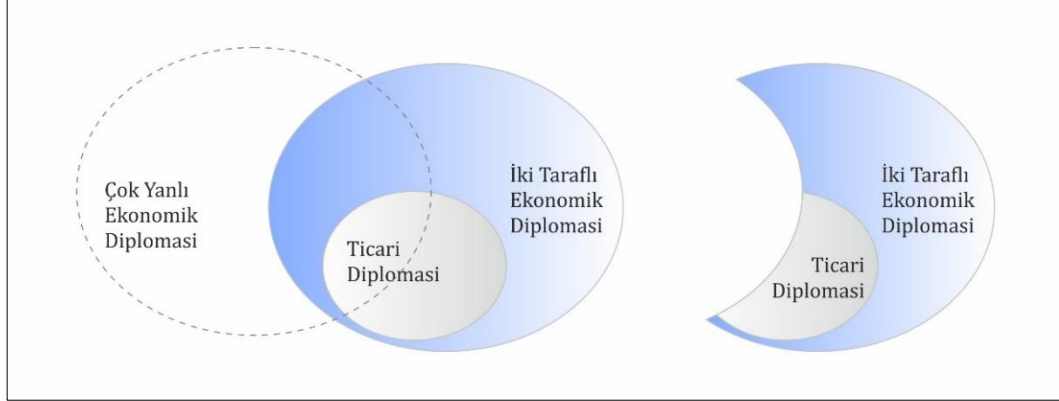 Çok Yanlı
Ekonomik
Diplomasi
Ticari
Diplomasi
İki Taraflı
Ekonomik
Diplomasi
Ticari
Diplomasi
İki Taraflı
Ekonomik
Diplomasi